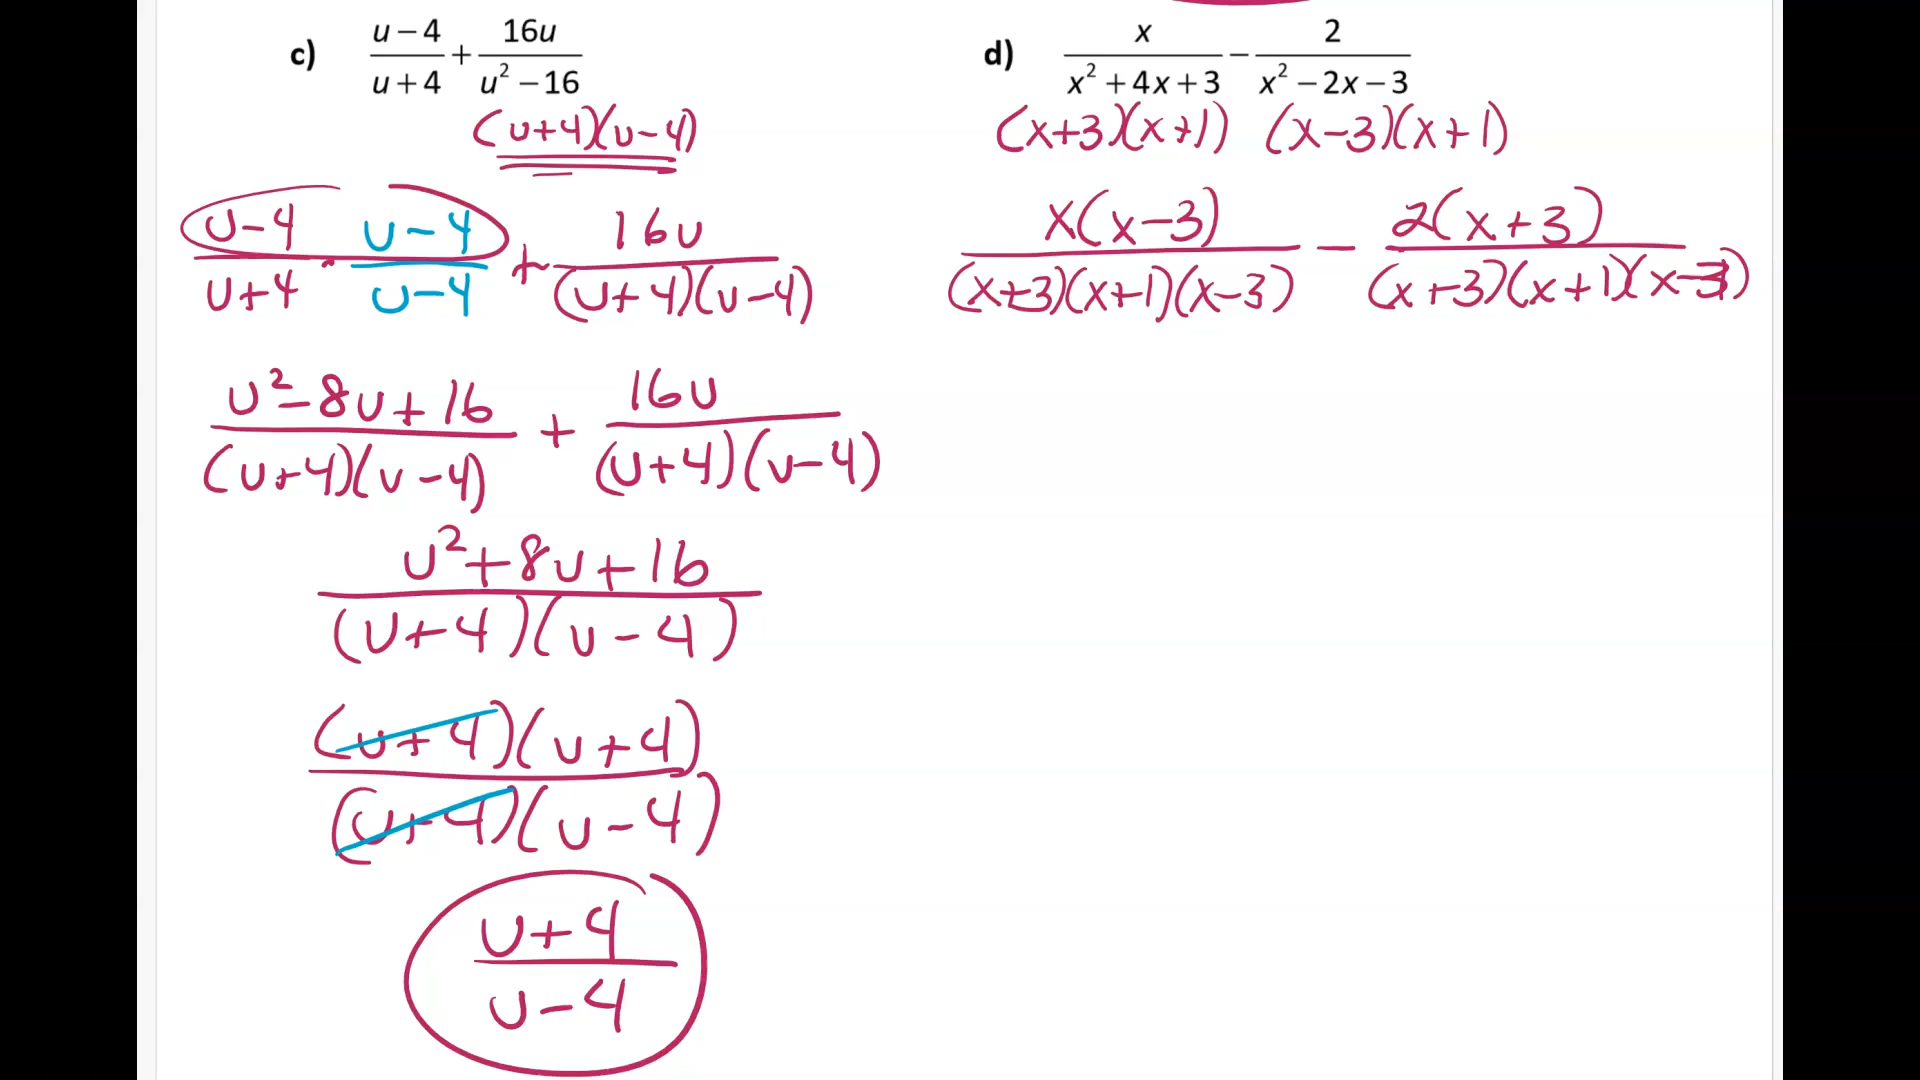 c) (u − 4)/(u + 4) + 16u/(u² − 16)
(u+4)(u−4)
(u−4)/(u+4) · (u−4)/(u−4) + 16u/((u+4)(u−4))
(u²−8u+16)/((u+4)(u−4)) + 16u/((u+4)(u−4))
(u²+8u+16)/((u+4)(u−4))
((u+4)(u+4))/((u+4)(u−4))
(u+4)/(u−4)
d) x/(x² + 4x + 3) − 2/(x² − 2x − 3)
(x+3)(x+1) (x−3)(x+1)
x(x−3)/((x+3)(x+1)(x−3)) − 2(x+3)/((x+3)(x+1)(x−3))